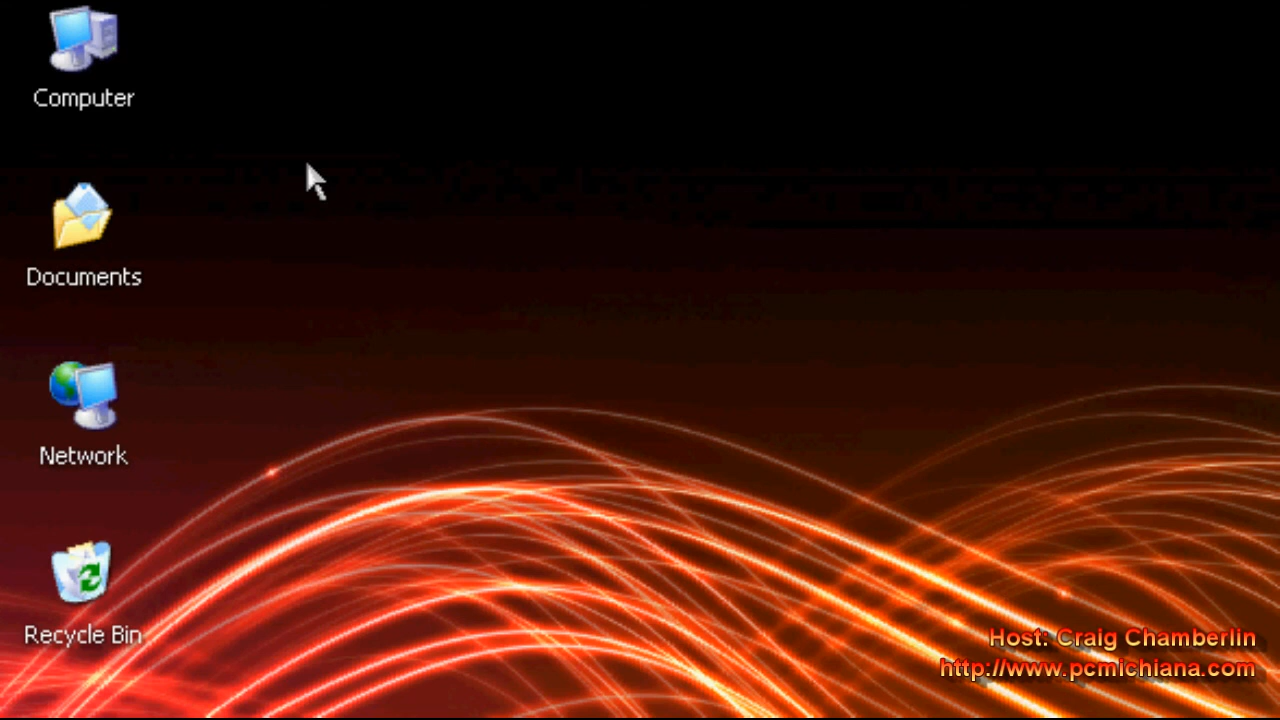 Computer
Documents
Network
Recycle Bin
Host: Craig Chamberlin
http://www.pcmichiana.com